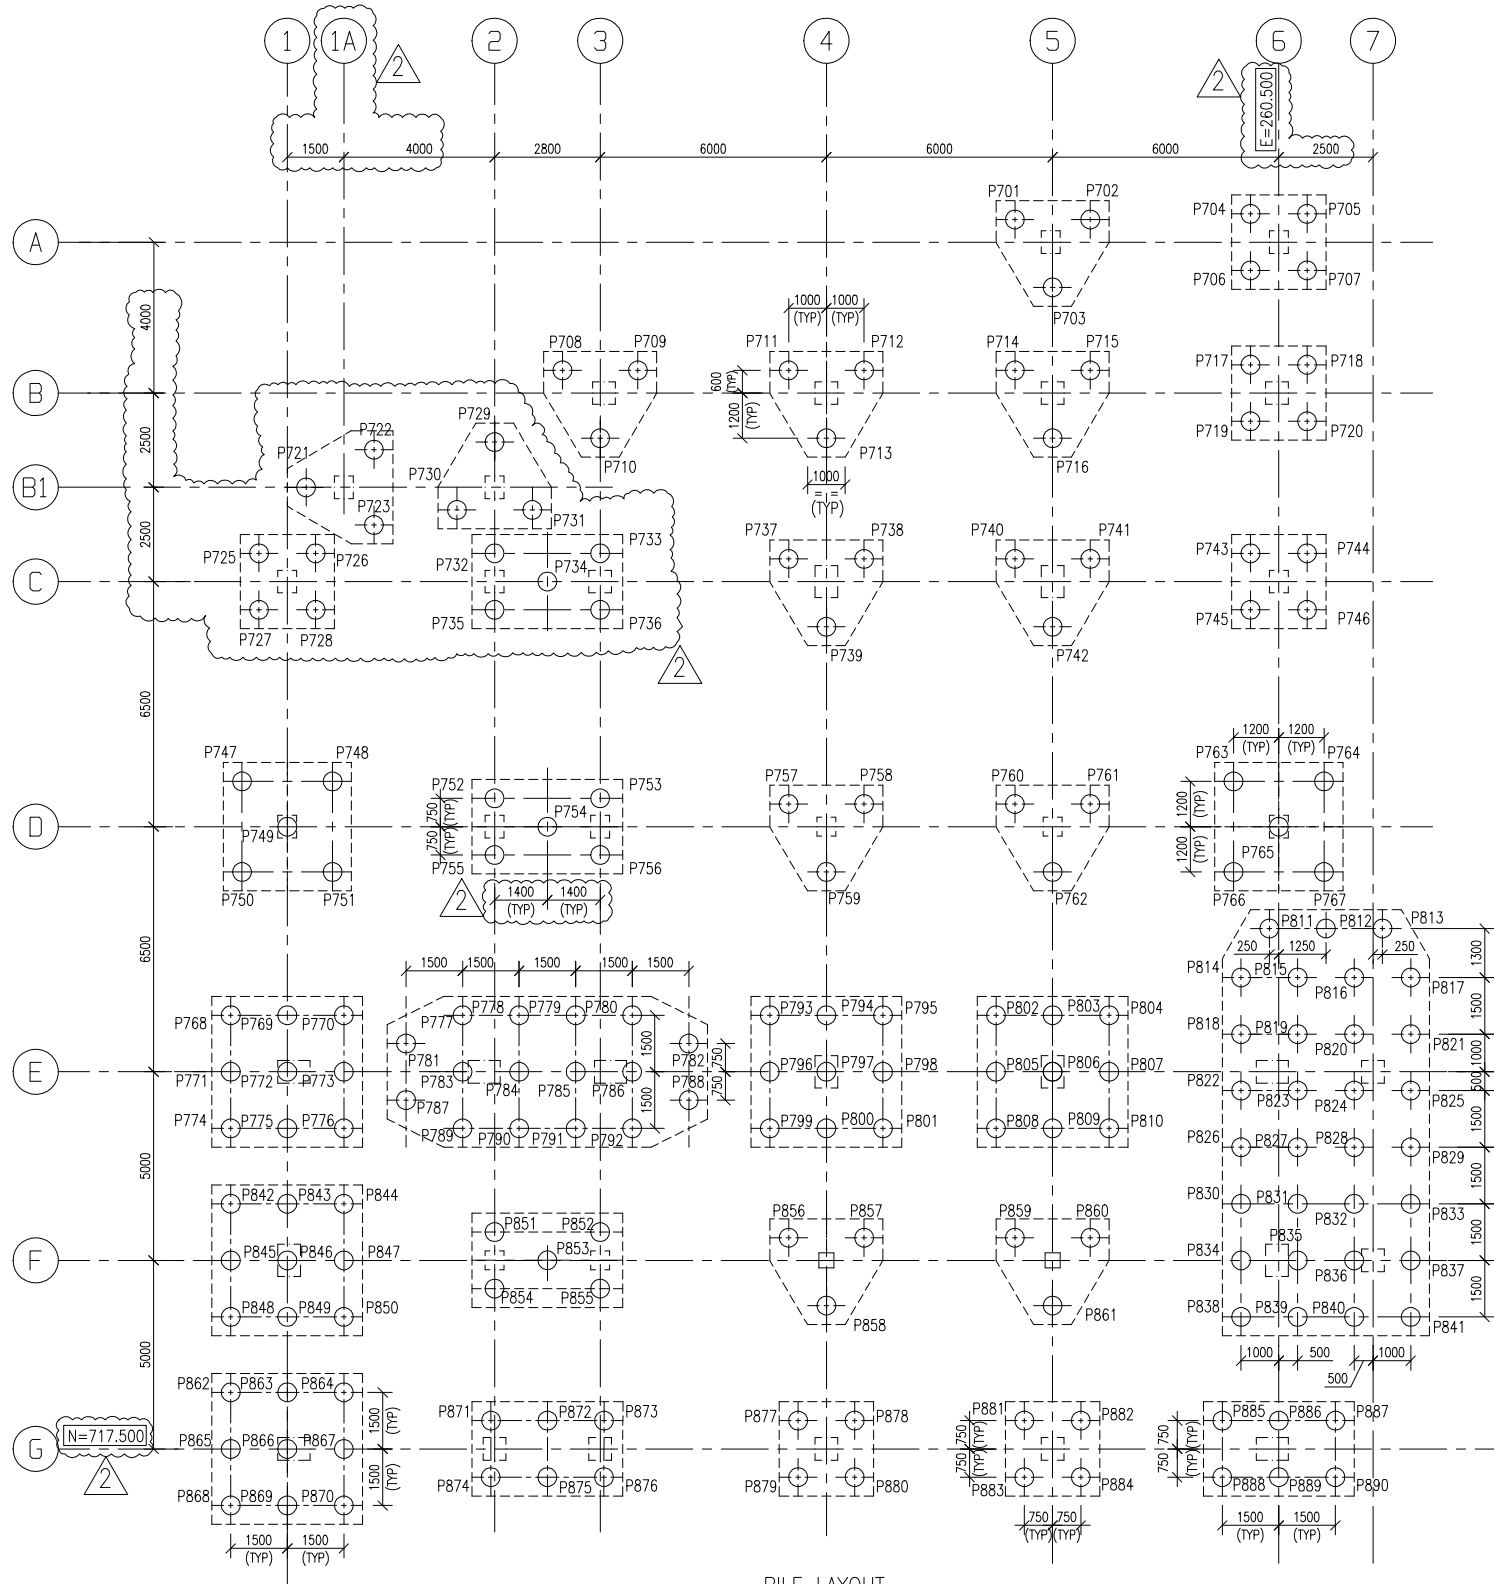 1 1A 2 3 4 5 6 7
2 2
E=260.500
1500 4000 2800 6000 6000 6000 2500
P701 P702 P704 P705
A
P706 P707
P703
4000
1000 1000
(TYP) (TYP)
P708 P709 P711 P712 P714 P715 P717 P718
B
600
(TYP)
1200
(TYP)
P729 P719 P720
P721 P722 P710 P713 P716
2500
B1
P730
1000
(TYP)
P723 P731
2500
P725 P726 P732 P733 P734 P737 P738 P740 P741 P743 P744
C
P727 P728 P735 P736 P745 P746
P739 P742
2
6500
1200 1200
(TYP) (TYP)
P747 P748 P763 P764
P752 P753 P757 P758 P760 P761
750
(TYP)
1200
(TYP)
D
P749 P754 P765
750
(TYP)
1200
(TYP)
P755 P756
P750 P751 P759 P762 P766 P767
2
1400 1400
(TYP) (TYP)
P811 P812 P813
250 1250 250
1300
6500
1500 1500 1500 1500 1500
P814 P815 P816 P817
1500
P768 P769 P770 P777 P778 P779 P780 P793 P794 P795 P802 P803 P804
P818 P819 P820 P821
1500
750
1000
P781 P782
E
P771 P772 P773 P783 P784 P785 P786 P788 P796 P797 P798 P805 P806 P807
P822 P823 P824 P825
500
1500
750
P787
P774 P775 P776 P789 P790 P791 P792 P799 P800 P801 P808 P809 P810
1500
P826 P827 P828 P829
5000
1500
P842 P843 P844
P830 P831 P832 P833
P851 P852 P856 P857 P859 P860
1500
F
P845 P846 P847 P853
P834 P835 P836 P837
P854 P855
1500
P848 P849 P850
P858 P861
P838 P839 P840 P841
5000
1000 500 1000
500
P862 P863 P864
1500
(TYP)
P871 P872 P873 P877 P878 P881 P882 P885 P886 P887
750
(TYP)
750
(TYP)
N=717.500
G
P865 P866 P867
2
1500
(TYP)
750
(TYP)
750
(TYP)
P874 P875 P876 P879 P880 P883 P884 P888 P889 P890
P868 P869 P870
750 750
(TYP) (TYP)
1500 1500
(TYP) (TYP)
1500 1500
(TYP) (TYP)
PILE LAYOUT